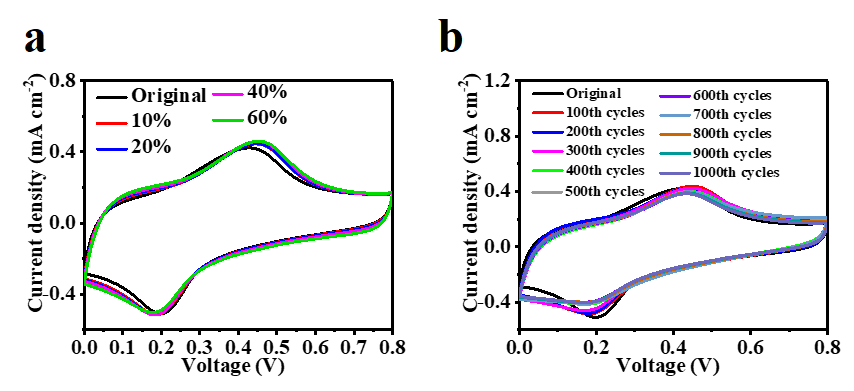 a
b
Current density (mA cm-2)
0.8
0.4
0.0
-0.4
Original
10%
20%
40%
60%
0.0 0.1 0.2 0.3 0.4 0.5 0.6 0.7 0.8
Voltage (V)
Current density (mA cm-2)
1.2
0.8
0.4
0.0
-0.4
Original
100th cycles
200th cycles
300th cycles
400th cycles
500th cycles
600th cycles
700th cycles
800th cycles
900th cycles
1000th cycles
0.0 0.2 0.4 0.6 0.8
Voltage (V)